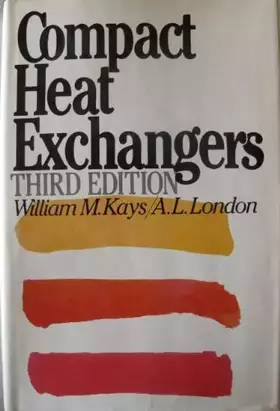 Compact
Heat
Exchangers
THIRD EDITION
William M. Kays/A.L. London